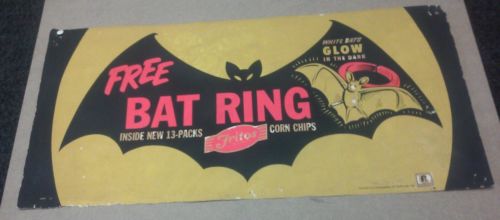 FREE
BAT RING
INSIDE NEW 13-PACKS
Fritos
CORN CHIPS
WHITE BATS
GLOW
IN THE DARK